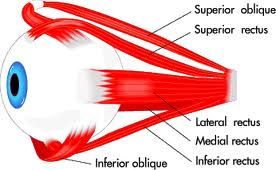 Superior oblique
Superior rectus
Lateral rectus
Medial rectus
Inferior rectus
Inferior oblique